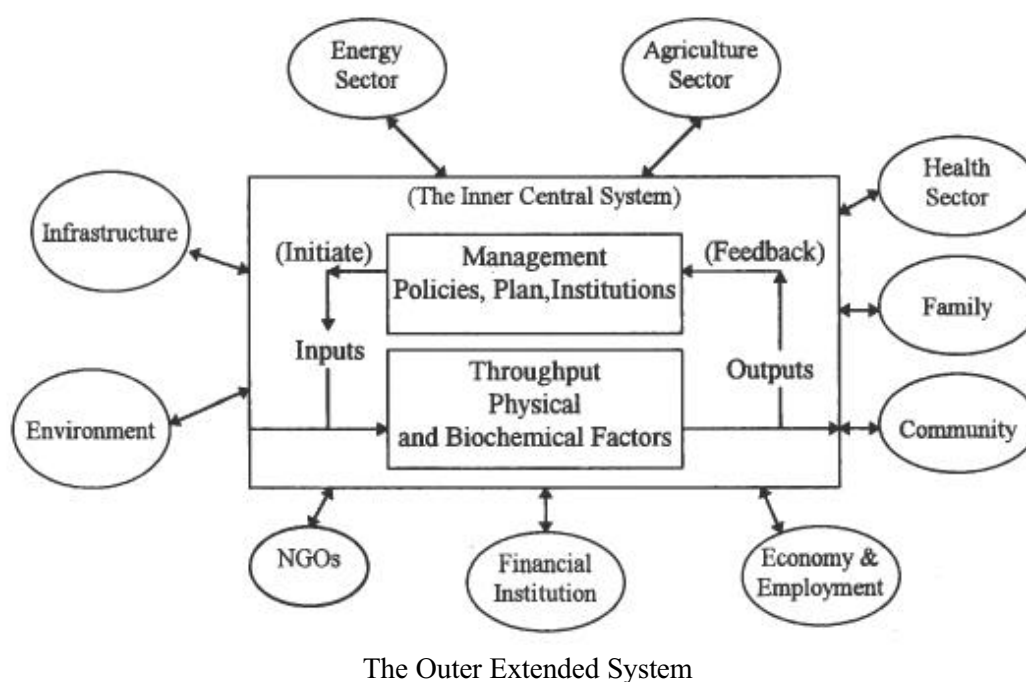 Energy
Sector
Agriculture
Sector
Health
Sector
(The Inner Central System)
Infrastructure
(Initiate)
Management
Policies, Plan,Institutions
(Feedback)
Family
Inputs
Throughput
Physical
and Biochemical Factors
Outputs
Environment
Community
NGOs
Financial
Institution
Economy &
Employment
The Outer Extended System